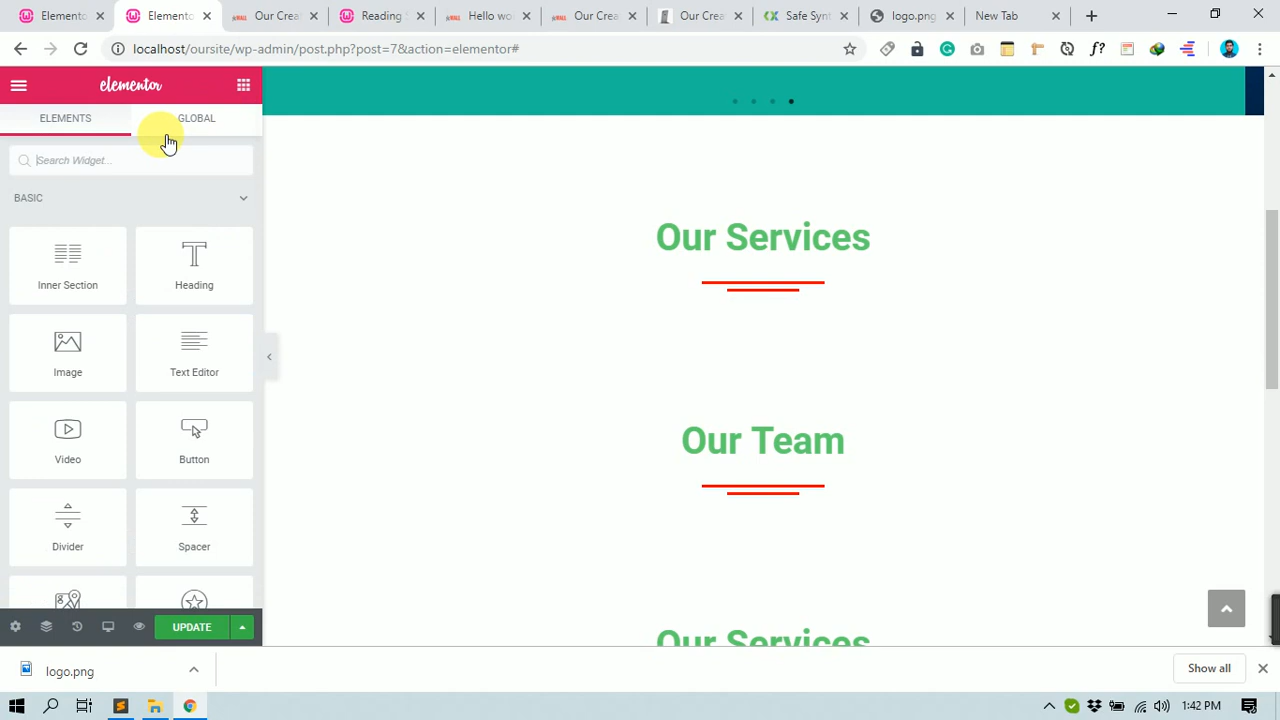 Elemento
Elemento
Our Crea
Reading S
Hello wo
Our Crea
Our Crea
Safe Sy
logo.png
New Tab
localhost/oursite/wp-admin/post.php?post=7&action=elementor#
elementor
ELEMENTS
GLOBAL
Search Widget...
BASIC
Inner Section
Heading
Image
Text Editor
Video
Button
Divider
Spacer
UPDATE
Our Services
Our Team
Our Services
logo.png
Show all
1:42 PM